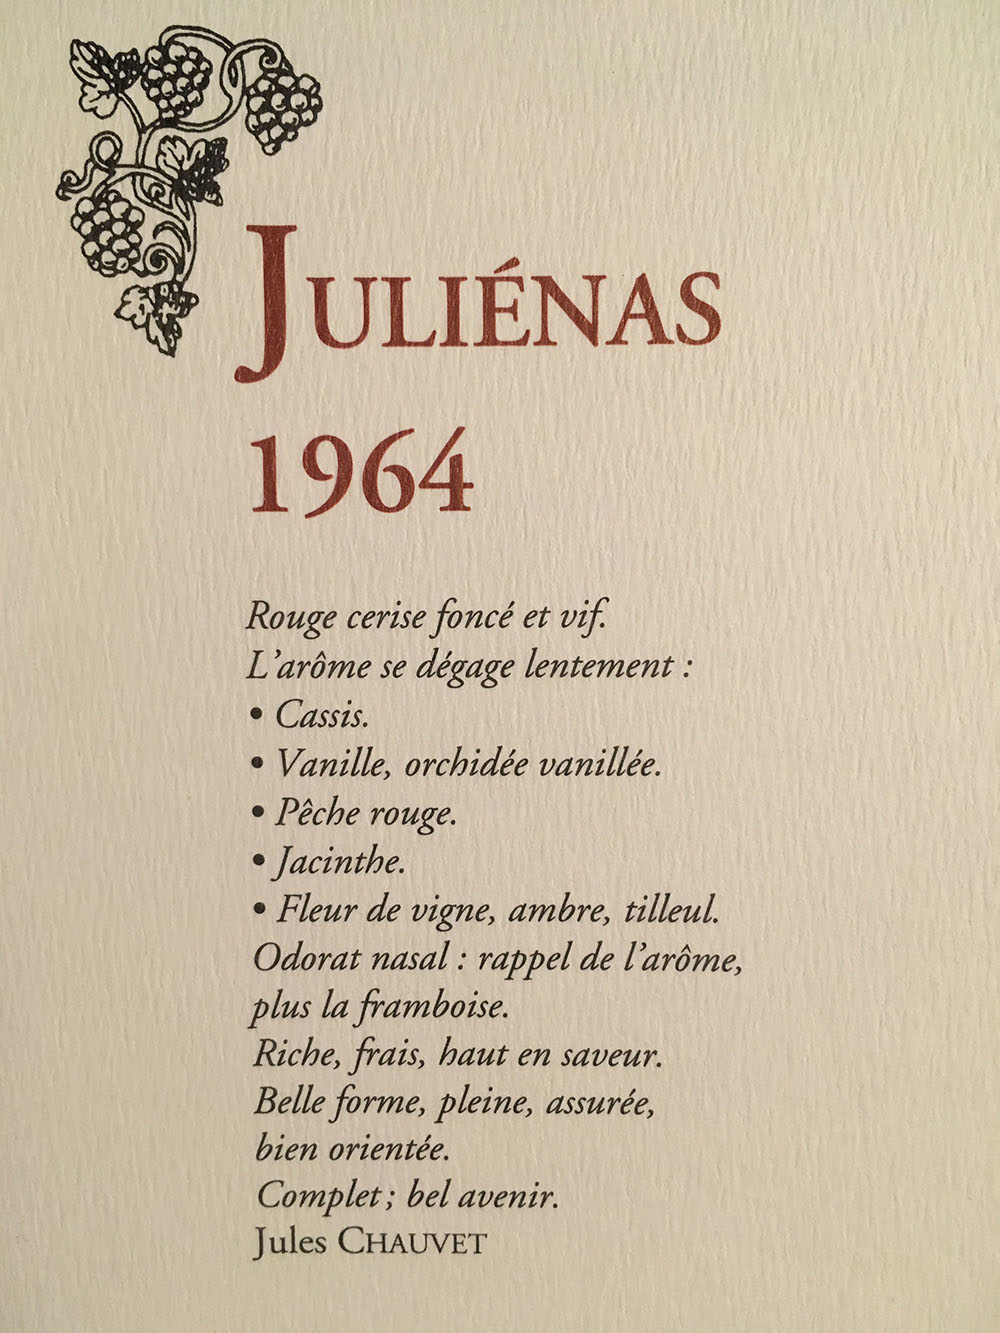 JULIÉNAS
1964
Rouge cerise foncé et vif.
L'arôme se dégage lentement :
• Cassis.
• Vanille, orchidée vanillée.
• Pêche rouge.
• Jacinthe.
• Fleur de vigne, ambre, tilleul.
Odorat nasal : rappel de l'arôme,
plus la framboise.
Riche, frais, haut en saveur.
Belle forme, pleine, assurée,
bien orientée.
Complet ; bel avenir.
Jules CHAUVET